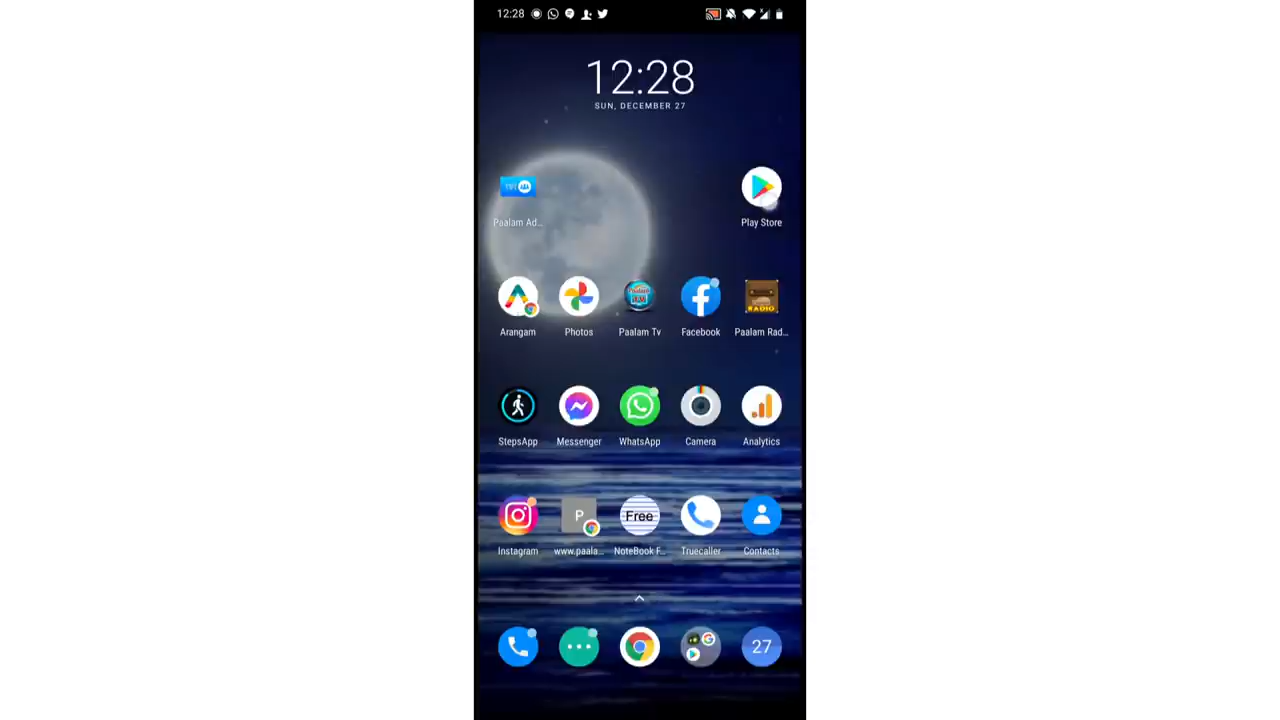 12:28
12:28
SUN, DECEMBER 27
Paalam Ad...
Play Store
Arangam
Photos
Paalam Tv
Facebook
RADIO
Paalam Rad...
StepsApp
Messenger
WhatsApp
Camera
Analytics
P
Free
Instagram
www.paala...
NoteBook F...
Truecaller
Contacts
27